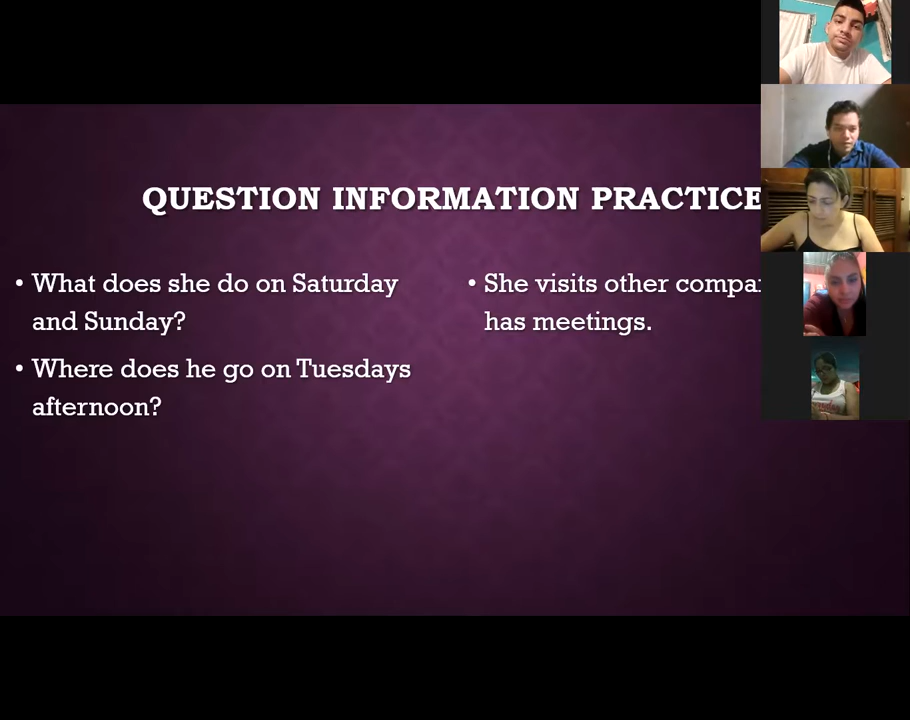 QUESTION INFORMATION PRACTICE
• What does she do on Saturday
and Sunday?
• Where does he go on Tuesdays
afternoon?
• She visits other
has meetings.